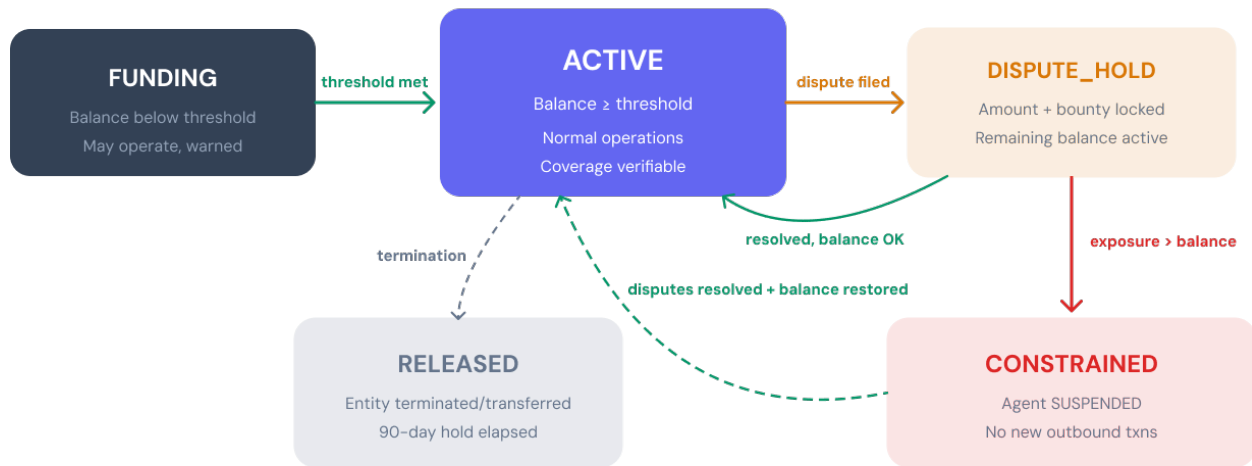 FUNDING
Balance below threshold
May operate, warned
threshold met
ACTIVE
Balance ≥ threshold
Normal operations
Coverage verifiable
dispute filed
DISPUTE_HOLD
Amount + bounty locked
Remaining balance active
termination
resolved, balance OK
exposure > balance
disputes resolved + balance restored
RELEASED
Entity terminated/transferred
90-day hold elapsed
CONSTRAINED
Agent SUSPENDED
No new outbound txns